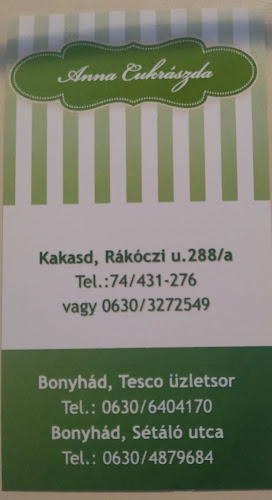 Anna Cukrászda
Kakasd, Rákóczi u.288/a
Tel.:74/431-276
vagy 0630/3272549
Bonyhád, Tesco üzletsor
Tel.: 0630/6404170
Bonyhád, Sétáló utca
Tel.: 0630/4879684